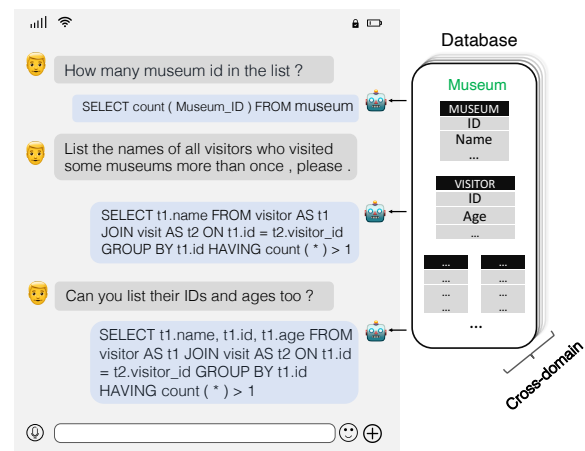 How many museum id in the list ?
SELECT count ( Museum_ID ) FROM museum
List the names of all visitors who visited
some museums more than once , please .
SELECT t1.name FROM visitor AS t1
JOIN visit AS t2 ON t1.id = t2.visitor_id
GROUP BY t1.id HAVING count ( * ) > 1
Can you list their IDs and ages too ?
SELECT t1.name, t1.id, t1.age FROM
visitor AS t1 JOIN visit AS t2 ON t1.id
= t2.visitor_id GROUP BY t1.id
HAVING count ( * ) > 1
Database
Museum
MUSEUM
ID
Name
...
VISITOR
ID
Age
...
... ...
... ...
... ...
... ...
...
Cross-domain